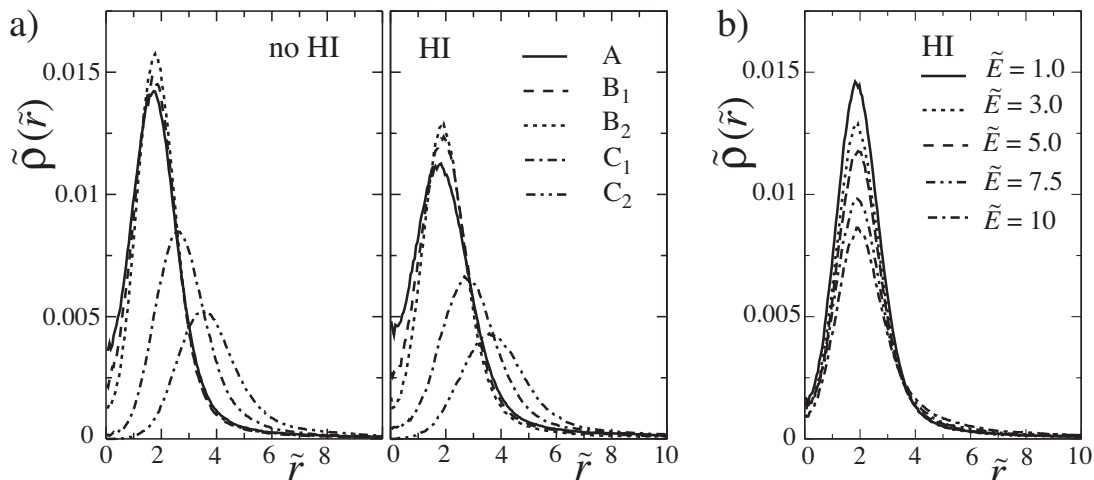 a)
no HI
HI
A
B₁
B₂
C₁
C₂
ρ̃(r̃)
0.015
0.01
0.005
0
0 2 4 6 8
r̃
0 2 4 6 8 10
r̃
b)
HI
Ẽ = 1.0
Ẽ = 3.0
Ẽ = 5.0
Ẽ = 7.5
Ẽ = 10
ρ̃(r̃)
0.015
0.01
0.005
0
0 2 4 6 8 10
r̃